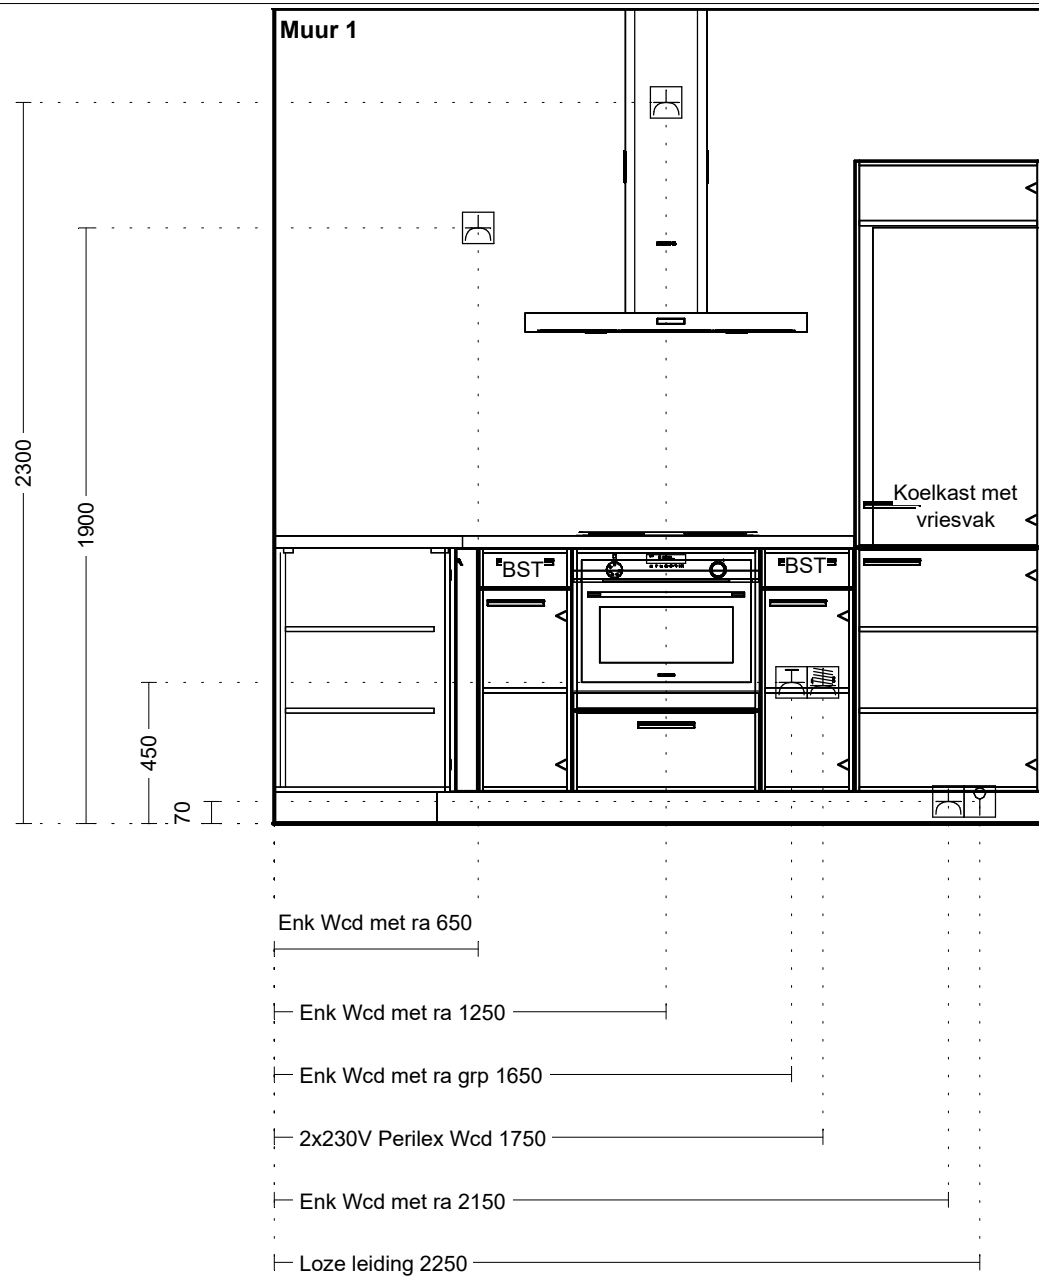 Muur 1
2300
1900
Koelkast met
vriesvak
BST
BST
450
70
Enk Wcd met ra 650
Enk Wcd met ra 1250
Enk Wcd met ra grp 1650
2x230V Perilex Wcd 1750
Enk Wcd met ra 2150
Loze leiding 2250